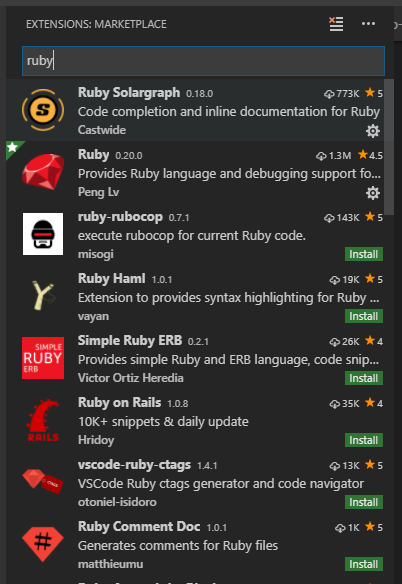 EXTENSIONS: MARKETPLACE
ruby
Ruby Solargraph 0.18.0 773K 5
Code completion and inline documentation for Ruby
Castwide
Ruby 0.20.0 1.3M 4.5
Provides Ruby language and debugging support fo...
Peng Lv
ruby-rubocop 0.7.1 143K 5
execute rubocop for current Ruby code.
misogi Install
Ruby Haml 1.0.1 19K 5
Extension to provides syntax highlighting for Ruby ...
vayan Install
SIMPLE
RUBY
ERB
Simple Ruby ERB 0.2.1 26K 4
Provides simple Ruby and ERB language, code snip...
Victor Ortiz Heredia Install
RAILS
Ruby on Rails 1.0.8 35K 4
10K+ snippets & daily update
Hridoy Install
vscode-ruby-ctags 1.4.1 13K 5
VSCode Ruby ctags generator and code navigator
otoniel-isidoro Install
#
Ruby Comment Doc 1.0.1 1K 5
Generates comments for Ruby files
matthieumu Install